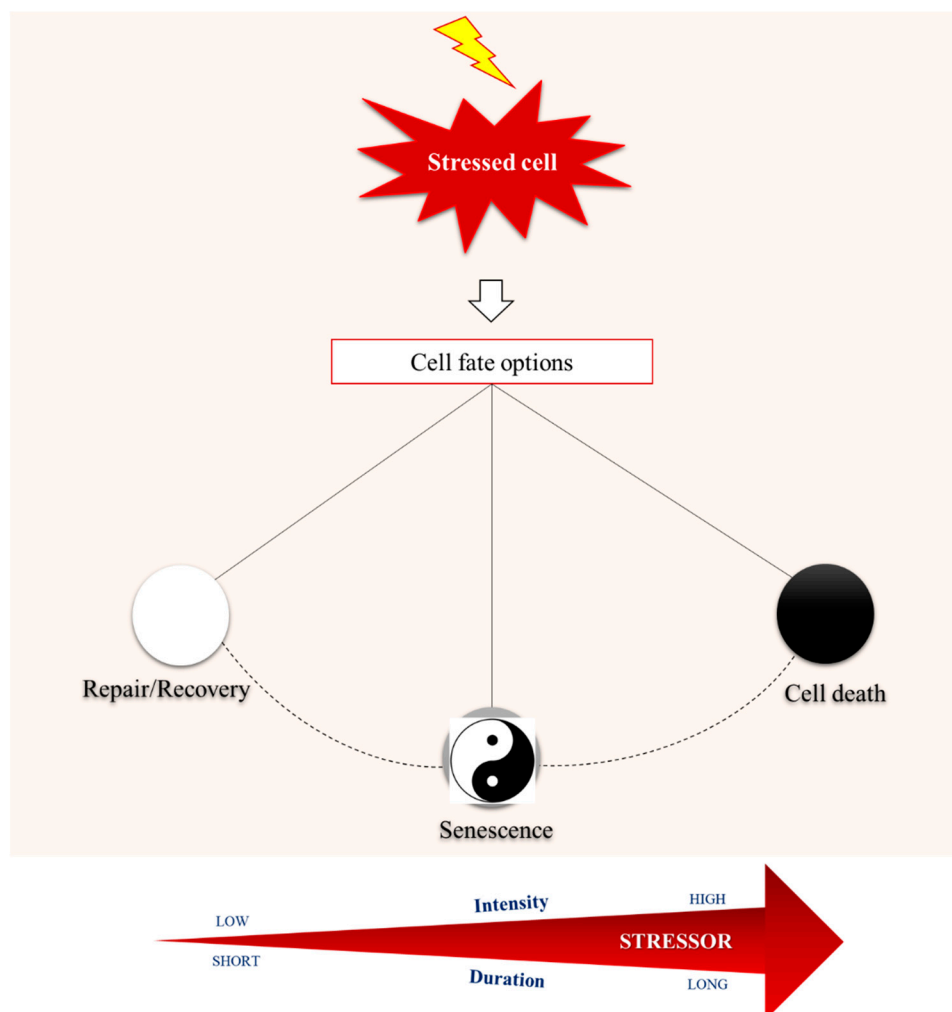 Stressed cell
Cell fate options
Repair/Recovery
Cell death
Senescence
Intensity
HIGH
LOW
STRESSOR
SHORT
Duration
LONG